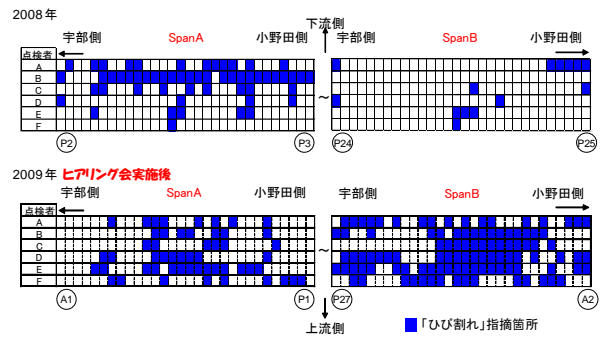 2008年
下流側
宇部側 SpanA 小野田側 宇部側 SpanB 小野田側
点検者
A
B
C
D
E
F
～
P2 P3 P24 P25
2009年 ヒアリング会実施後
宇部側 SpanA 小野田側 宇部側 SpanB 小野田側
点検者
A
B
C
D
E
F
～
A1 P1 P27 A2
上流側
「ひび割れ」指摘箇所